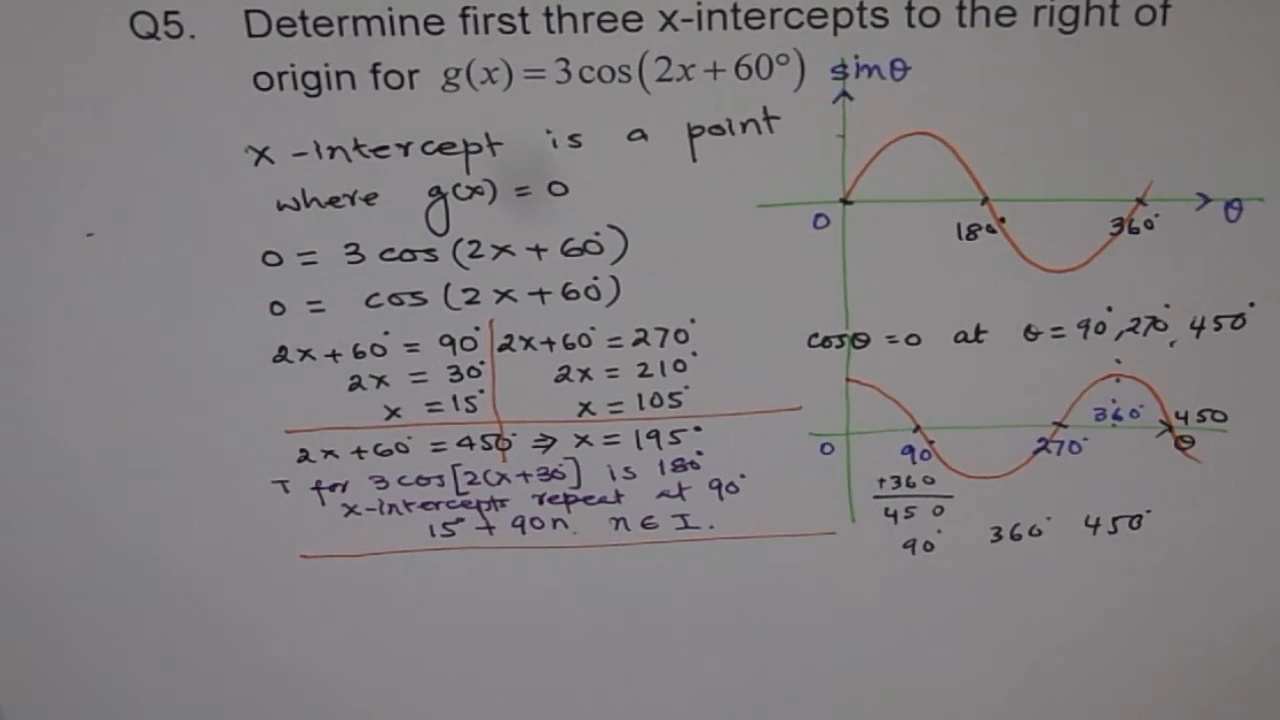 Q5. Determine first three x-intercepts to the right of
origin for g(x) = 3cos(2x + 60°)
x-intercept is a point
where g(x) = 0
0 = 3 cos (2x + 60°)
0 = cos (2x + 60°)
2x + 60° = 90°
2x = 30°
x = 15°
2x + 60° = 270°
2x = 210°
x = 105°
2x + 60° = 450° ⇒ x = 195°
T for 3 cos[2(x+30°] is 180°
x-intercepts repeat at 90°
15° + 90n. n ∈ I.
sinθ
0
180°
360°
θ
cosθ = 0 at θ = 90°, 270°, 450°
0
90°
270°
360°
450
θ
+360
450
90° 360° 450°